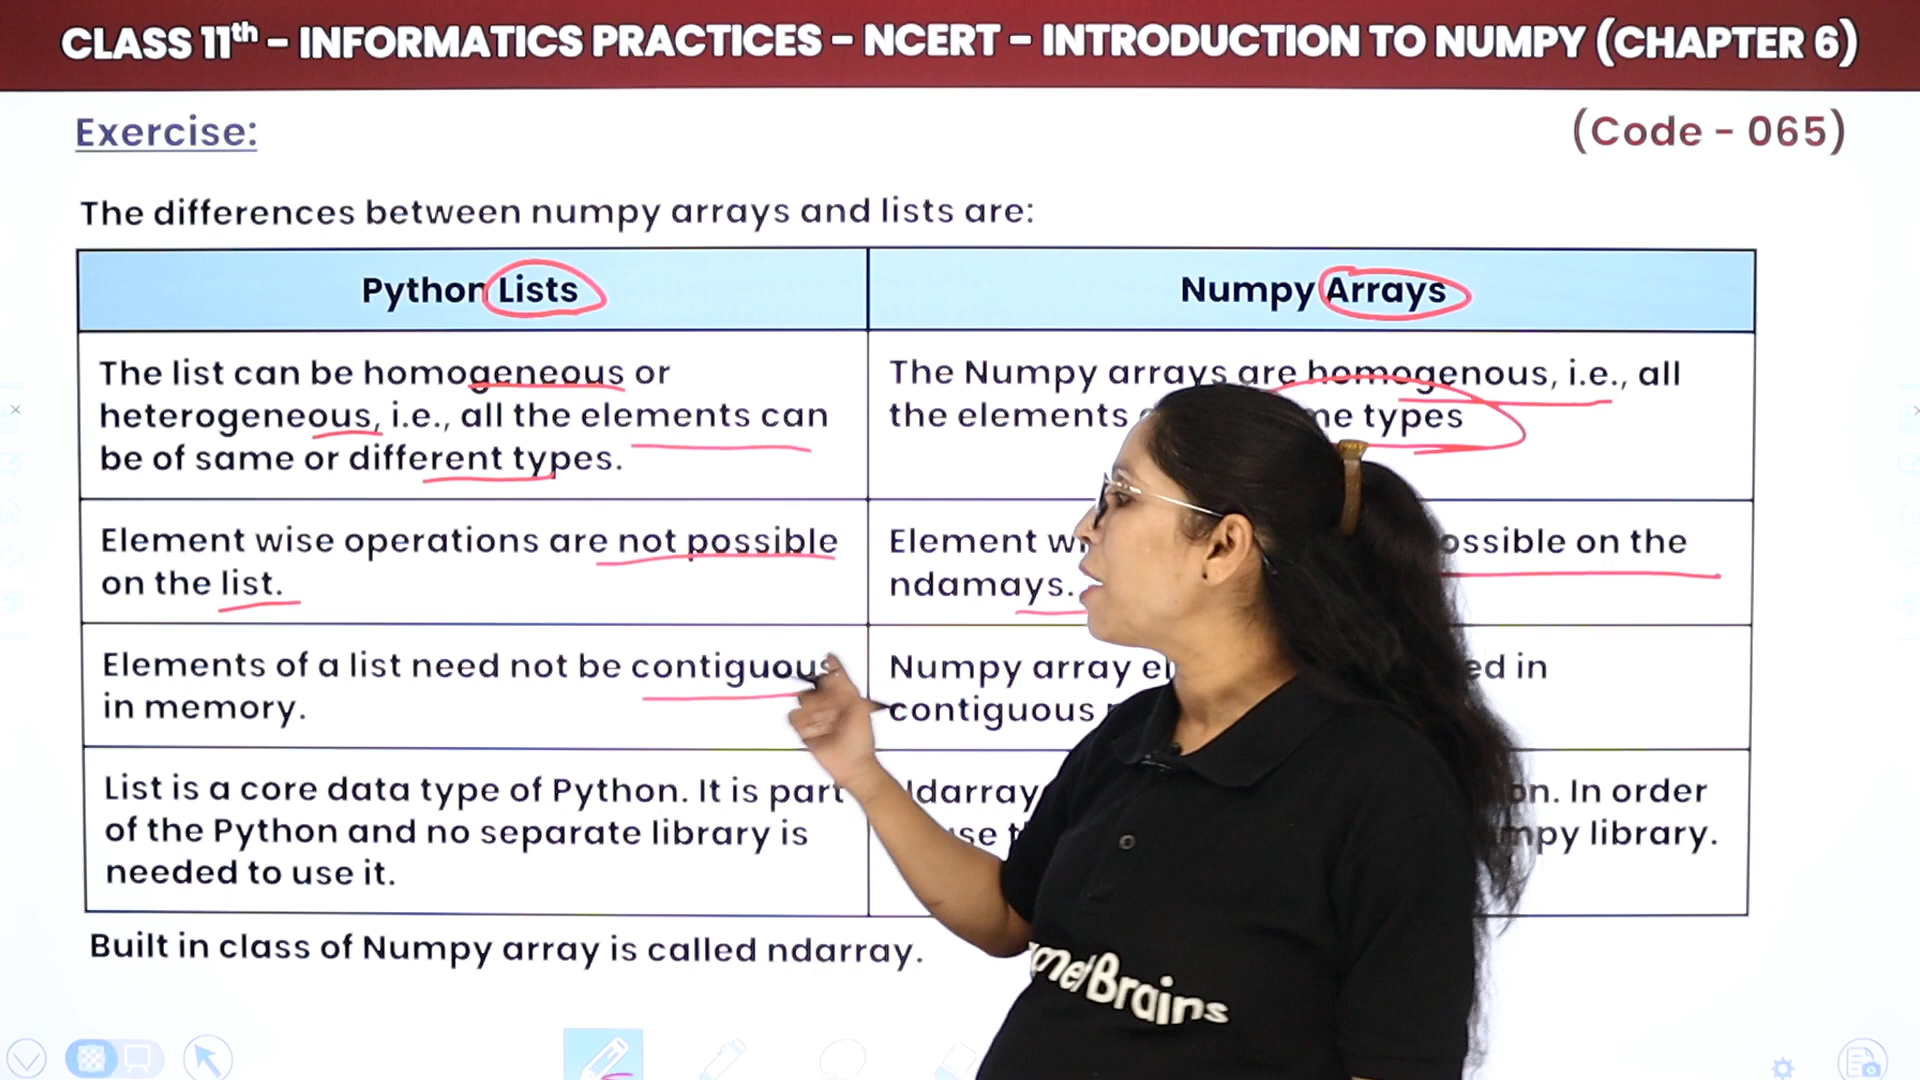 CLASS 11th - INFORMATICS PRACTICES - NCERT - INTRODUCTION TO NUMPY (CHAPTER 6)
Exercise:
(Code - 065)
The differences between numpy arrays and lists are:
Python Lists
Numpy Arrays
The list can be homogeneous or
heterogeneous, i.e., all the elements can
be of same or different types.
The Numpy arrays are homogenous, i.e., all
the elements types
Element wise operations are not possible
on the list.
Element possible on the
ndamays.
Elements of a list need not be contiguous
in memory.
Numpy array in
contiguous
List is a core data type of Python. It is part
of the Python and no separate library is
needed to use it.
In order
library.
Built in class of Numpy array is called ndarray.
Brains